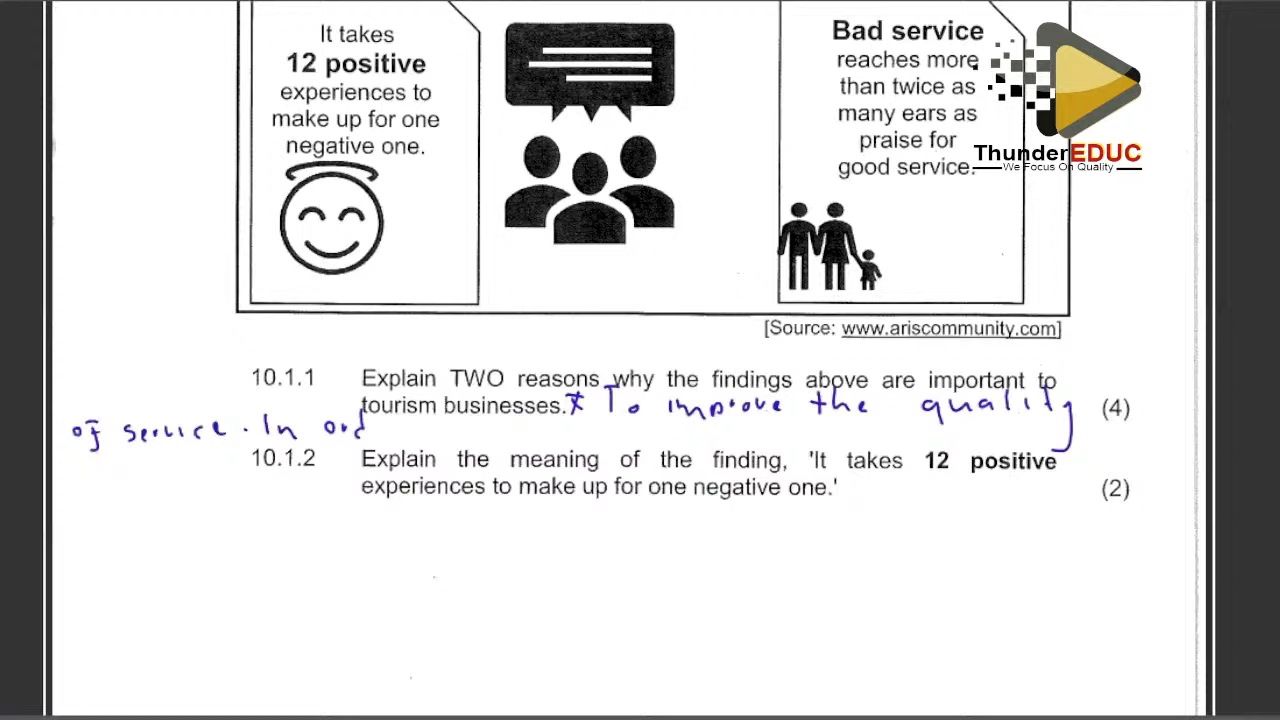 It takes
12 positive
experiences to
make up for one
negative one.
Bad service
reaches more
than twice as
many ears as
praise for
good service.
ThunderEDUC
We Focus On Quality
[Source: www.ariscommunity.com]
10.1.1 Explain TWO reasons why the findings above are important to
tourism businesses. * To improve the quality (4)
of service. In ord
10.1.2 Explain the meaning of the finding, 'It takes 12 positive
experiences to make up for one negative one.' (2)